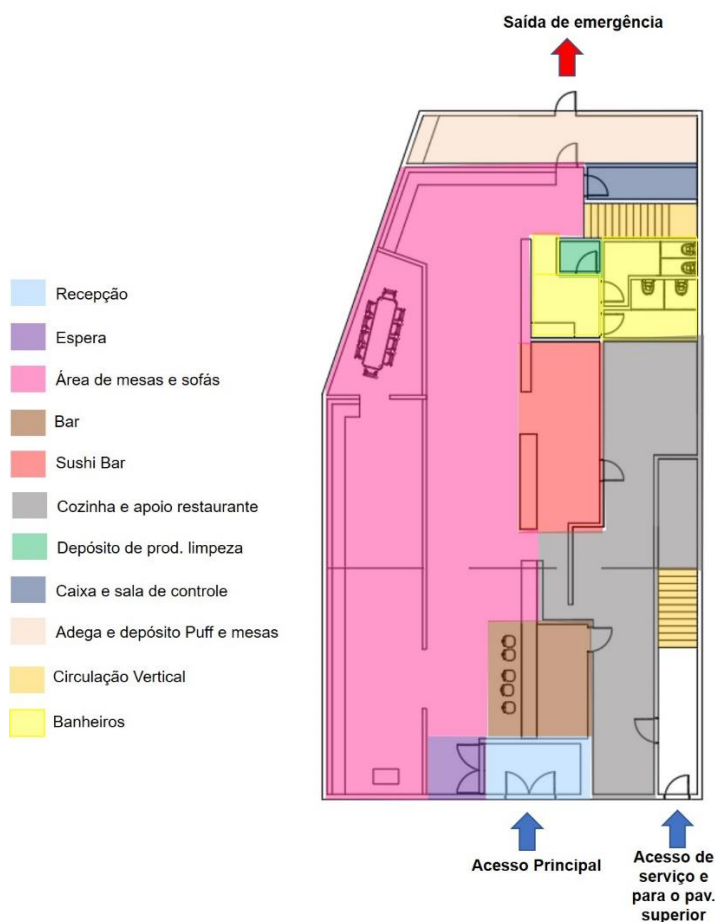 Saída de emergência
Recepção
Espera
Área de mesas e sofás
Bar
Sushi Bar
Cozinha e apoio restaurante
Depósito de prod. limpeza
Caixa e sala de controle
Adega e depósito Puff e mesas
Circulação Vertical
Banheiros
Acesso Principal
Acesso de
serviço e
para o pav.
superior